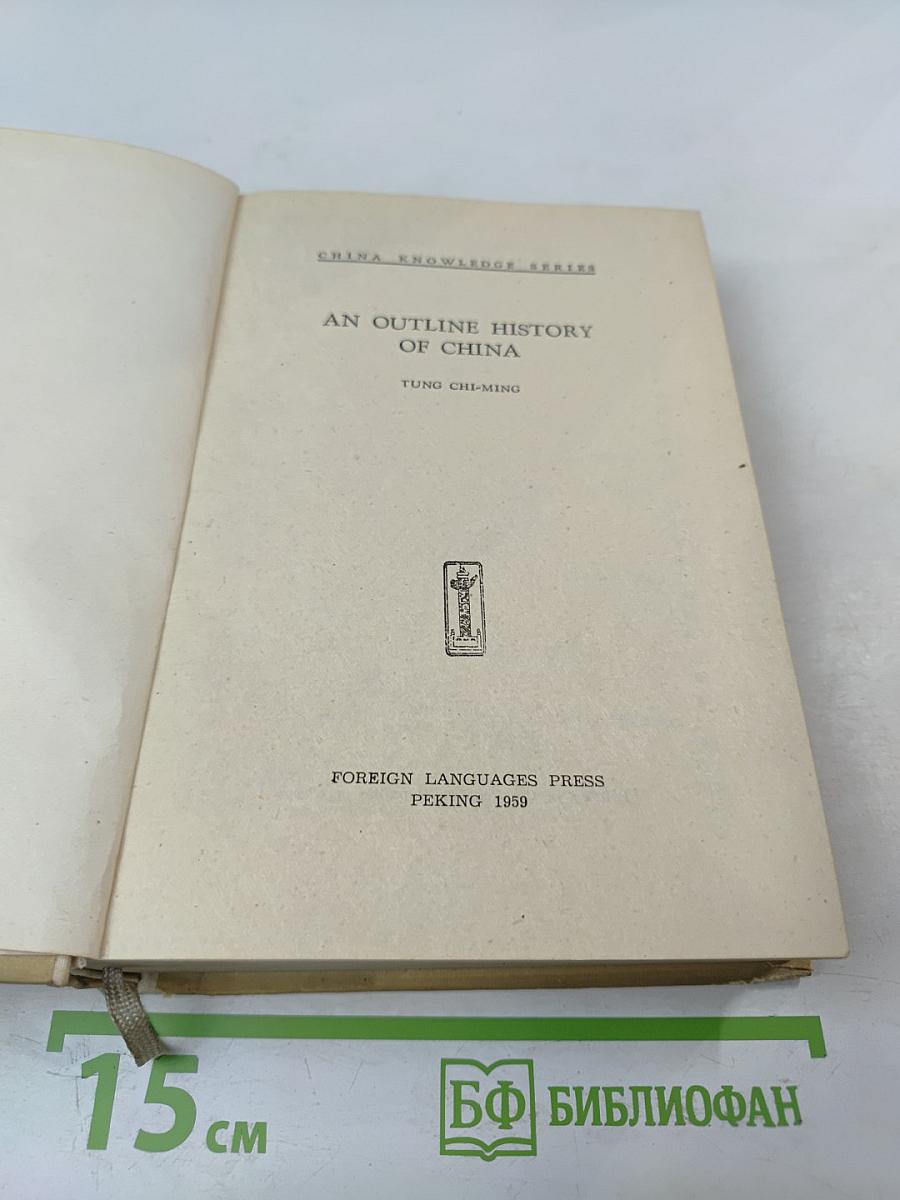 CHINA KNOWLEDGE SERIES
AN OUTLINE HISTORY
OF CHINA
TUNG CHI-MING
FOREIGN LANGUAGES PRESS
PEKING 1959
15 см
БФ БИБЛИОФАН